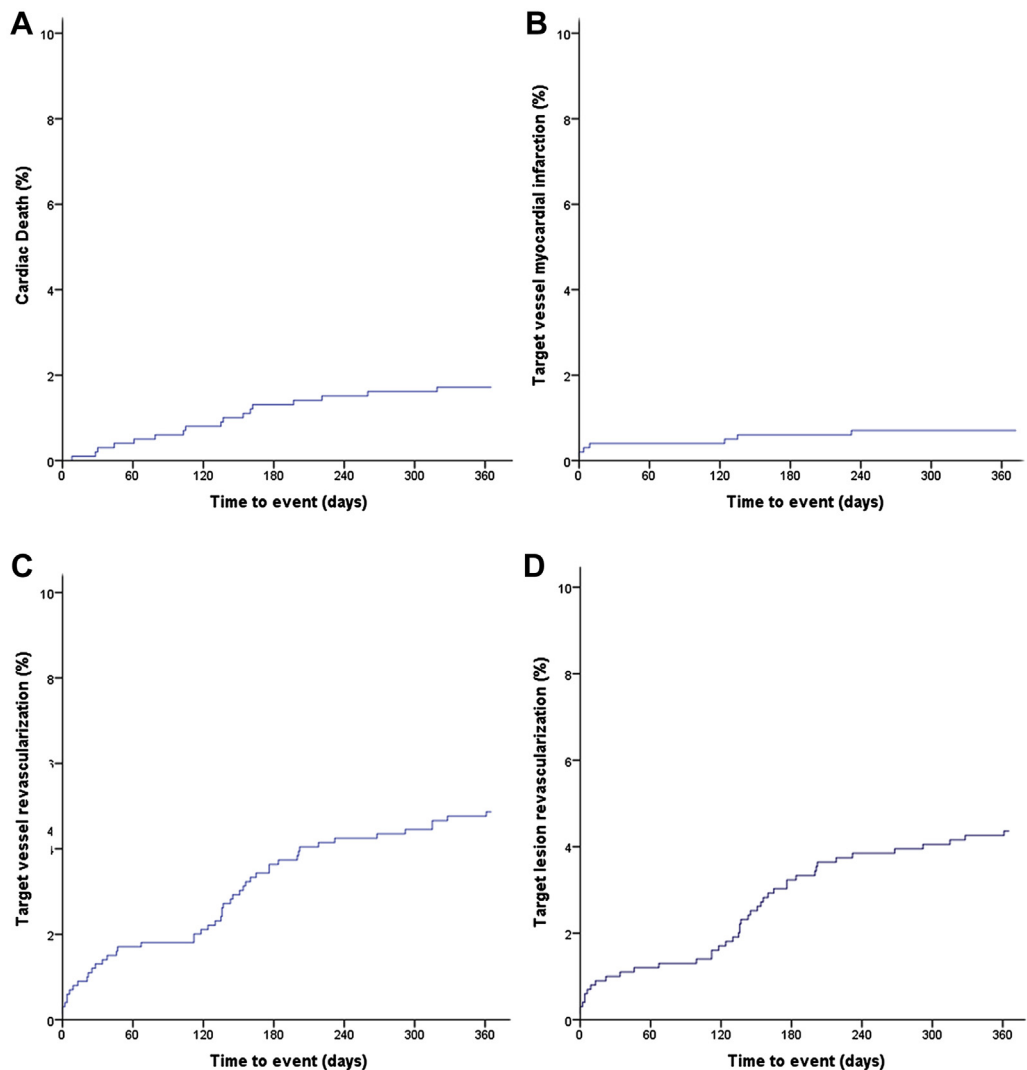 A
B
10
8
6
4
2
0
Cardiac Death (%)
0 60 120 180 240 300 360
Time to event (days)
10
8
6
4
2
0
Target vessel myocardial infarction (%)
0 60 120 180 240 300 360
Time to event (days)
C
D
10
8
4
2
0
Target vessel revascularization (%)
0 60 120 180 240 300 360
Time to event (days)
10
8
6
4
2
0
Target lesion revascularization (%)
0 60 120 180 240 300 360
Time to event (days)